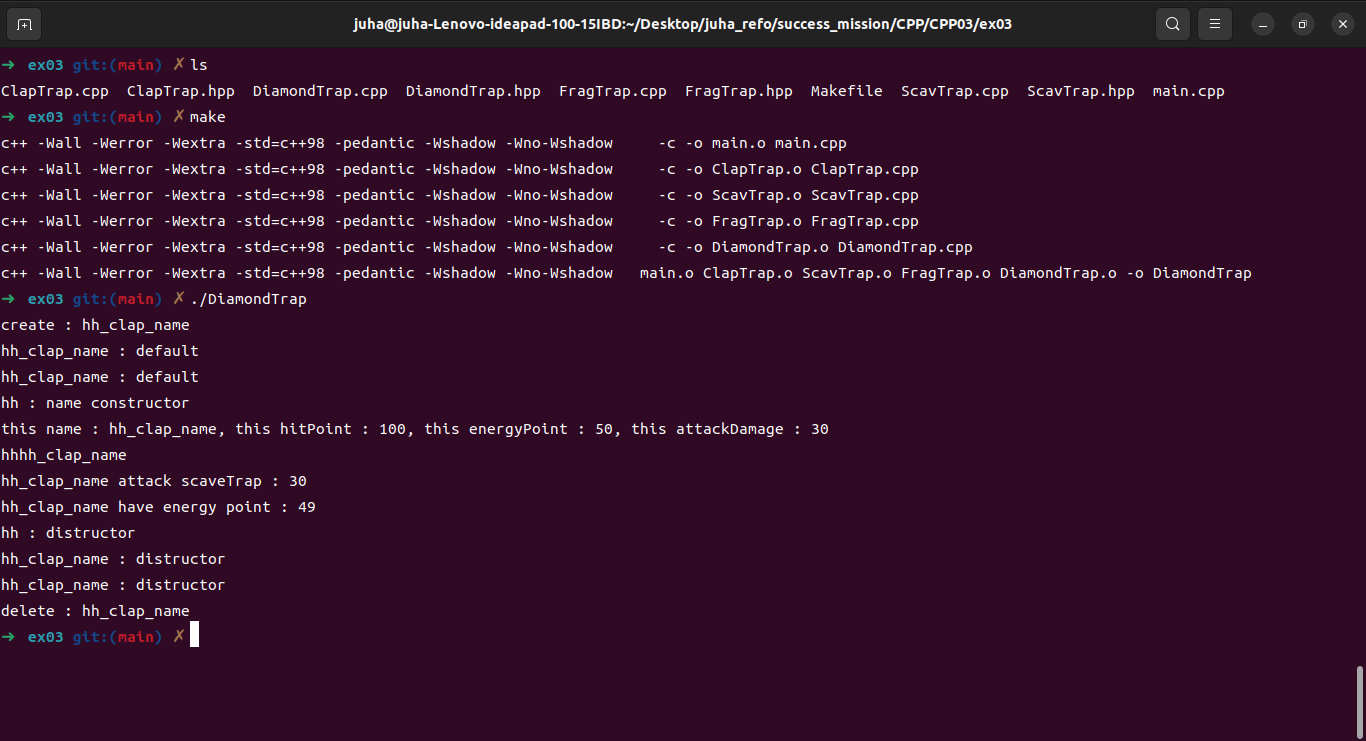 juha@juha-Lenovo-ideapad-100-15IBD:~/Desktop/juha_refo/success_mission/CPP/CPP03/ex03
→ ex03 git:(main) ✗ ls
ClapTrap.cpp ClapTrap.hpp DiamondTrap.cpp DiamondTrap.hpp FragTrap.cpp FragTrap.hpp Makefile ScavTrap.cpp ScavTrap.hpp main.cpp
→ ex03 git:(main) ✗ make
c++ -Wall -Werror -Wextra -std=c++98 -pedantic -Wshadow -Wno-Wshadow -c -o main.o main.cpp
c++ -Wall -Werror -Wextra -std=c++98 -pedantic -Wshadow -Wno-Wshadow -c -o ClapTrap.o ClapTrap.cpp
c++ -Wall -Werror -Wextra -std=c++98 -pedantic -Wshadow -Wno-Wshadow -c -o ScavTrap.o ScavTrap.cpp
c++ -Wall -Werror -Wextra -std=c++98 -pedantic -Wshadow -Wno-Wshadow -c -o FragTrap.o FragTrap.cpp
c++ -Wall -Werror -Wextra -std=c++98 -pedantic -Wshadow -Wno-Wshadow -c -o DiamondTrap.o DiamondTrap.cpp
c++ -Wall -Werror -Wextra -std=c++98 -pedantic -Wshadow -Wno-Wshadow main.o ClapTrap.o ScavTrap.o FragTrap.o DiamondTrap.o -o DiamondTrap
→ ex03 git:(main) ✗ ./DiamondTrap
create : hh_clap_name
hh_clap_name : default
hh_clap_name : default
hh : name constructor
this name : hh_clap_name, this hitPoint : 100, this energyPoint : 50, this attackDamage : 30
hhhh_clap_name
hh_clap_name attack scaveTrap : 30
hh_clap_name have energy point : 49
hh : distructor
hh_clap_name : distructor
hh_clap_name : distructor
delete : hh_clap_name
→ ex03 git:(main) ✗